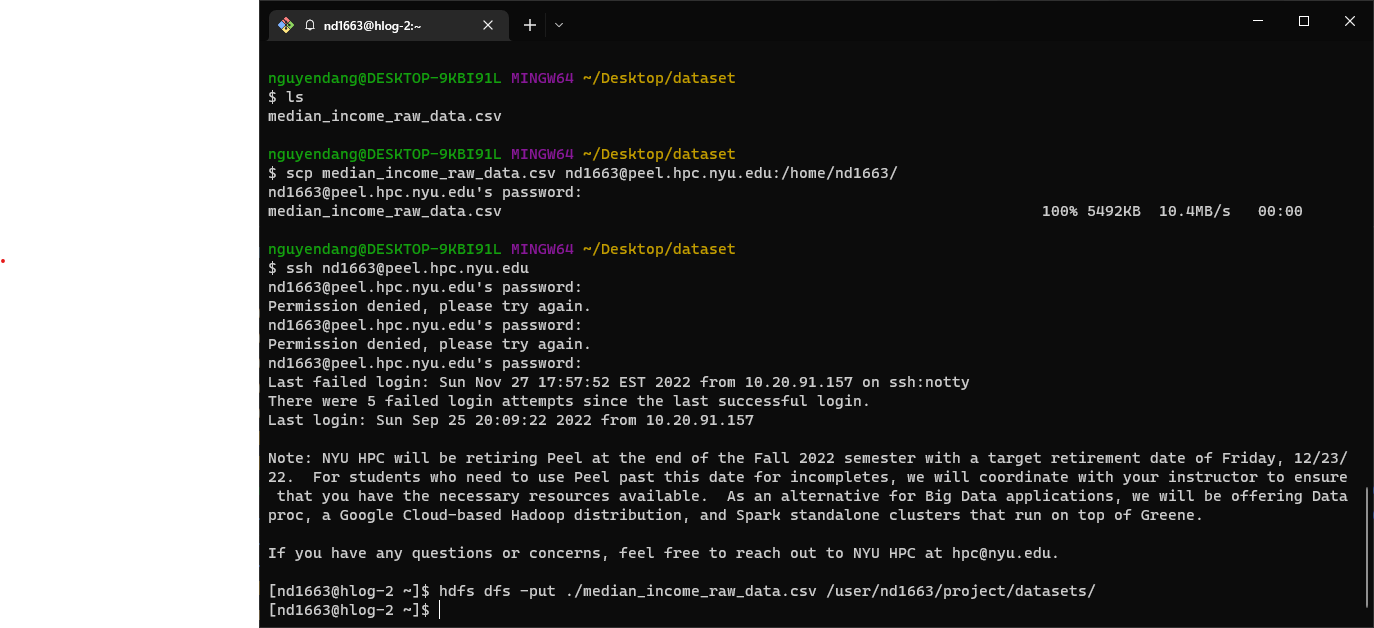 nd1663@hlog-2:~
nguyendang@DESKTOP-9KBI91L MINGW64 ~/Desktop/dataset
$ ls
median_income_raw_data.csv
nguyendang@DESKTOP-9KBI91L MINGW64 ~/Desktop/dataset
$ scp median_income_raw_data.csv nd1663@peel.hpc.nyu.edu:/home/nd1663/
nd1663@peel.hpc.nyu.edu's password:
median_income_raw_data.csv 100% 5492KB 10.4MB/s 00:00
nguyendang@DESKTOP-9KBI91L MINGW64 ~/Desktop/dataset
$ ssh nd1663@peel.hpc.nyu.edu
nd1663@peel.hpc.nyu.edu's password:
Permission denied, please try again.
nd1663@peel.hpc.nyu.edu's password:
Permission denied, please try again.
nd1663@peel.hpc.nyu.edu's password:
Last failed login: Sun Nov 27 17:57:52 EST 2022 from 10.20.91.157 on ssh:notty
There were 5 failed login attempts since the last successful login.
Last login: Sun Sep 25 20:09:22 2022 from 10.20.91.157
Note: NYU HPC will be retiring Peel at the end of the Fall 2022 semester with a target retirement date of Friday, 12/23/
22.  For students who need to use Peel past this date for incompletes, we will coordinate with your instructor to ensure
that you have the necessary resources available.  As an alternative for Big Data applications, we will be offering Data
proc, a Google Cloud-based Hadoop distribution, and Spark standalone clusters that run on top of Greene.
If you have any questions or concerns, feel free to reach out to NYU HPC at hpc@nyu.edu.
[nd1663@hlog-2 ~]$ hdfs dfs -put ./median_income_raw_data.csv /user/nd1663/project/datasets/
[nd1663@hlog-2 ~]$